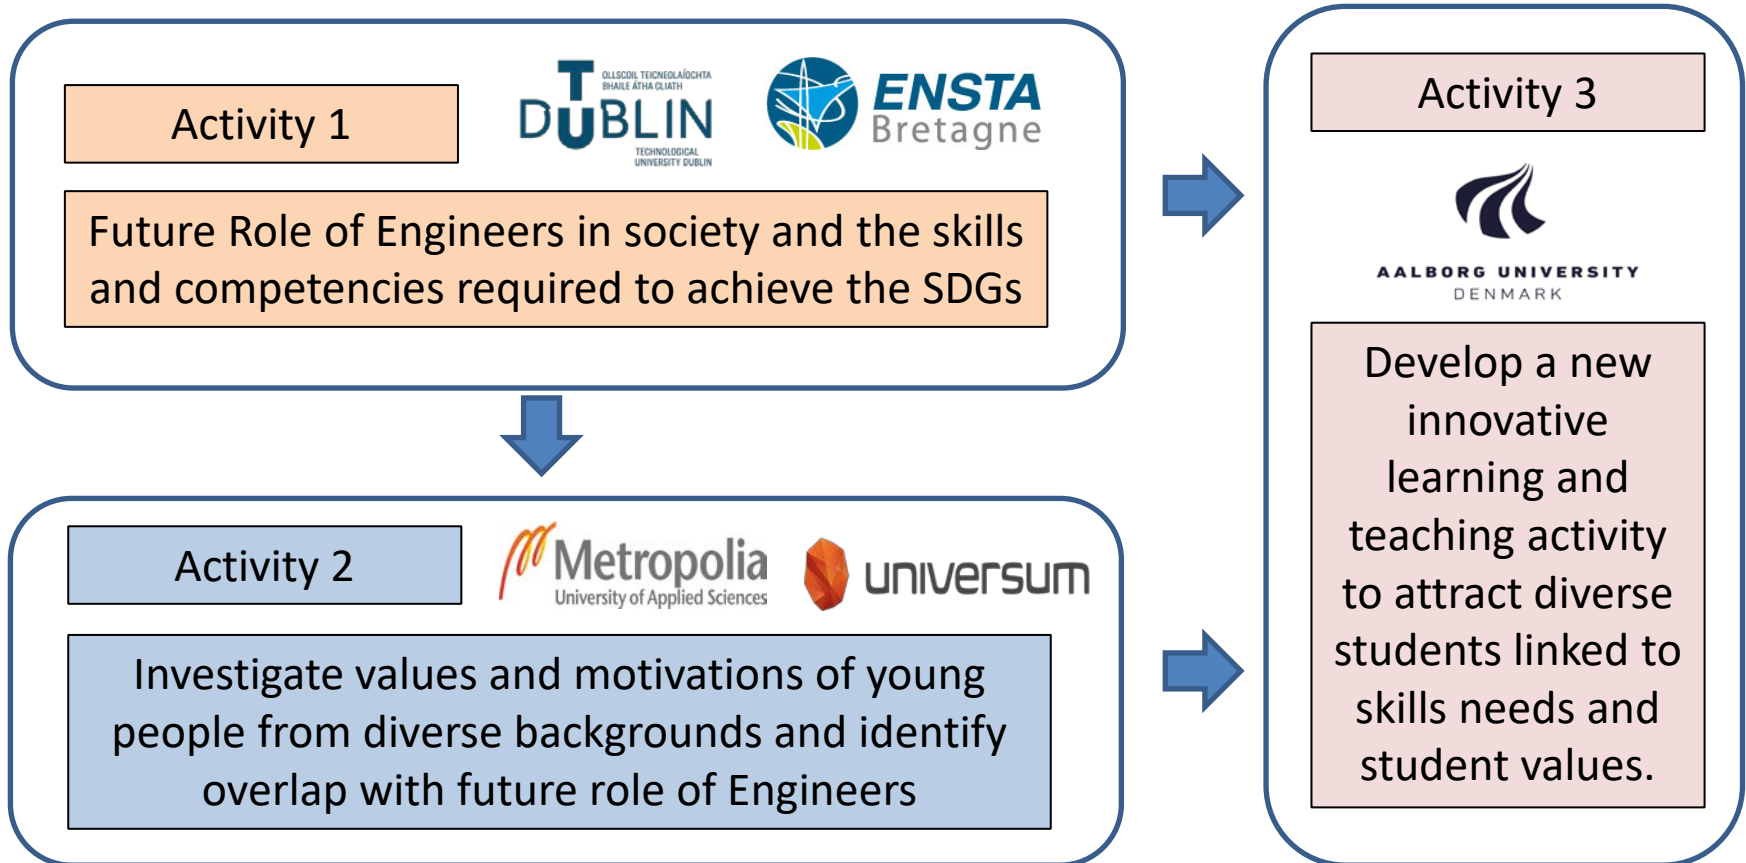 Activity 1
OLLSCOIL TEICNEOLAÍOCHTA
BHAILE ÁTHA CLIATH
TU DUBLIN
TECHNOLOGICAL
UNIVERSITY DUBLIN
ENSTA
Bretagne
Future Role of Engineers in society and the skills
and competencies required to achieve the SDGs
Activity 2
Metropolia
University of Applied Sciences
universum
Investigate values and motivations of young
people from diverse backgrounds and identify
overlap with future role of Engineers
Activity 3
AALBORG UNIVERSITY
DENMARK
Develop a new
innovative
learning and
teaching activity
to attract diverse
students linked to
skills needs and
student values.